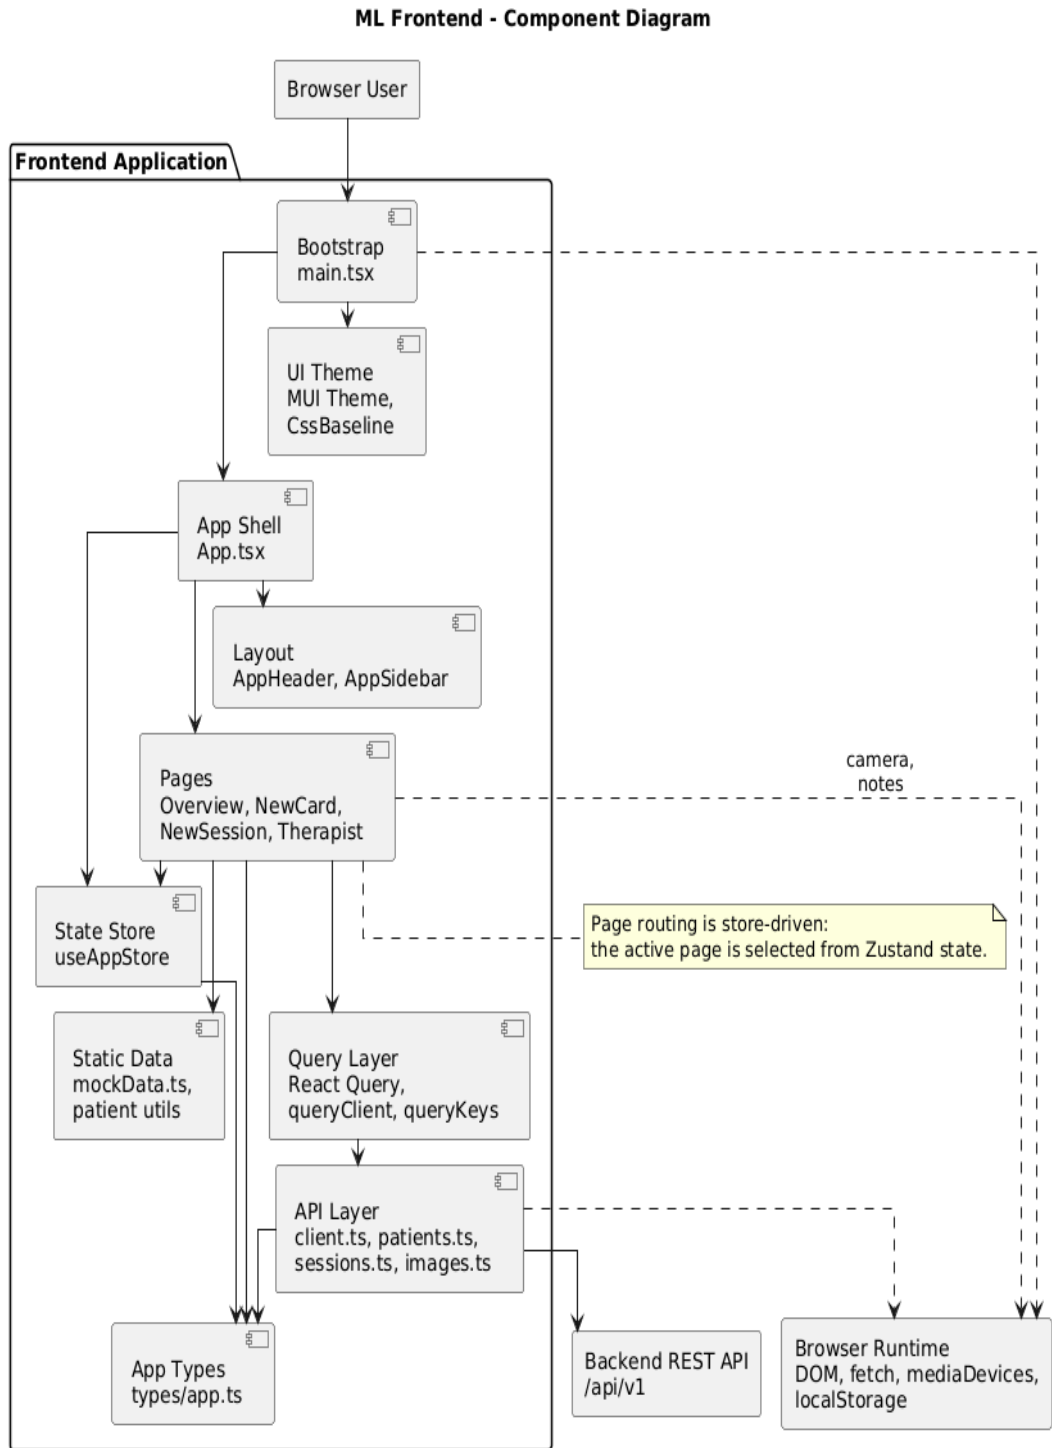 ML Frontend - Component Diagram
Browser User
Frontend Application
Bootstrap
main.tsx
UI Theme
MUI Theme,
CssBaseline
App Shell
App.tsx
Layout
AppHeader, AppSidebar
Pages
Overview, NewCard,
NewSession, Therapist
camera,
notes
State Store
useAppStore
Page routing is store-driven:
the active page is selected from Zustand state.
Static Data
mockData.ts,
patient utils
Query Layer
React Query,
queryClient, queryKeys
API Layer
client.ts, patients.ts,
sessions.ts, images.ts
App Types
types/app.ts
Backend REST API
/api/v1
Browser Runtime
DOM, fetch, mediaDevices,
localStorage